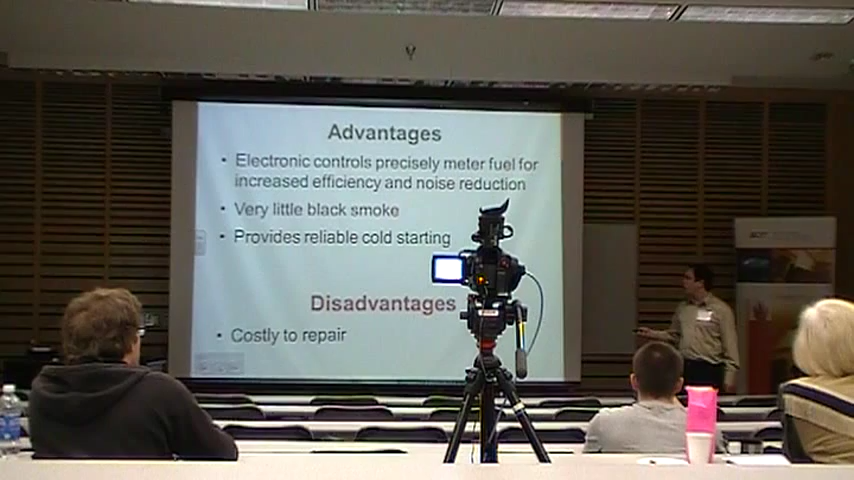 Advantages
• Electronic controls precisely meter fuel for
increased efficiency and noise reduction
• Very little black smoke
• Provides reliable cold starting
Disadvantages
• Costly to repair